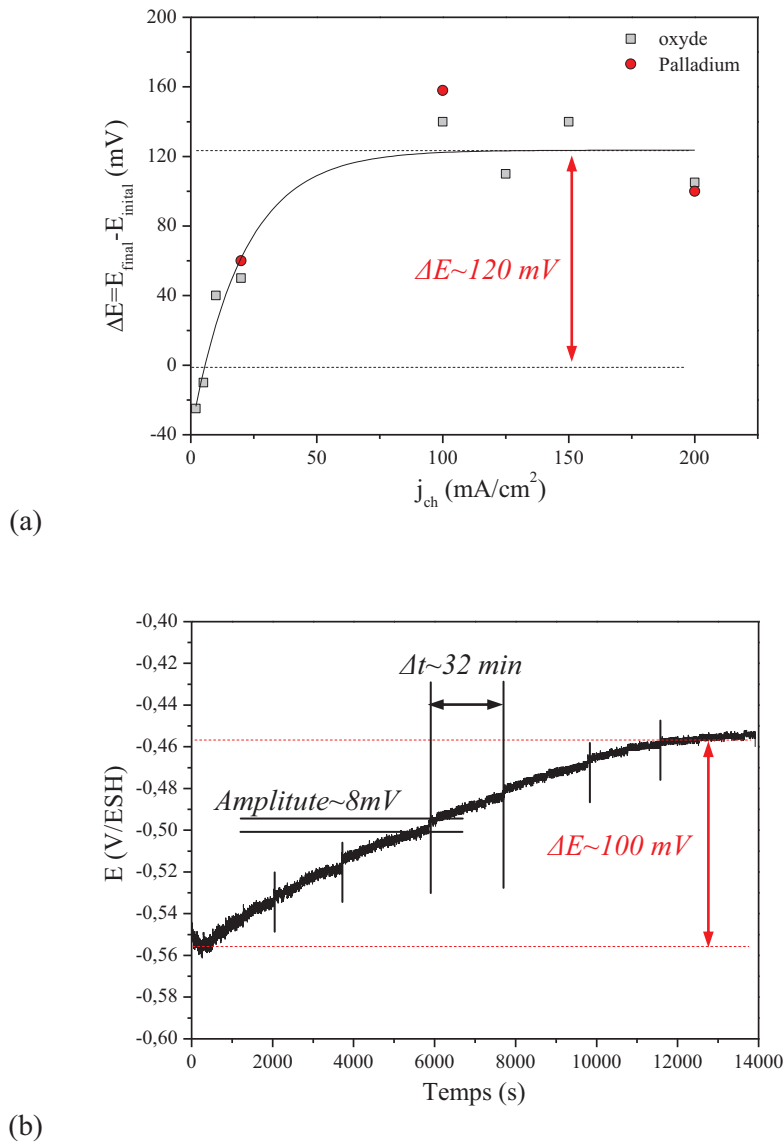 200
160
120
80
40
0
-40
ΔE=E_final-E_inital (mV)
oxyde
Palladium
ΔE~120 mV
0
50
100
150
200
j_ch (mA/cm²)
(a)
-0,40
-0,42
-0,44
-0,46
-0,48
-0,50
-0,52
-0,54
-0,56
-0,58
-0,60
E (V/ESH)
Δt~32 min
Amplitute~8mV
ΔE~100 mV
0
2000
4000
6000
8000
10000
12000
14000
Temps (s)
(b)